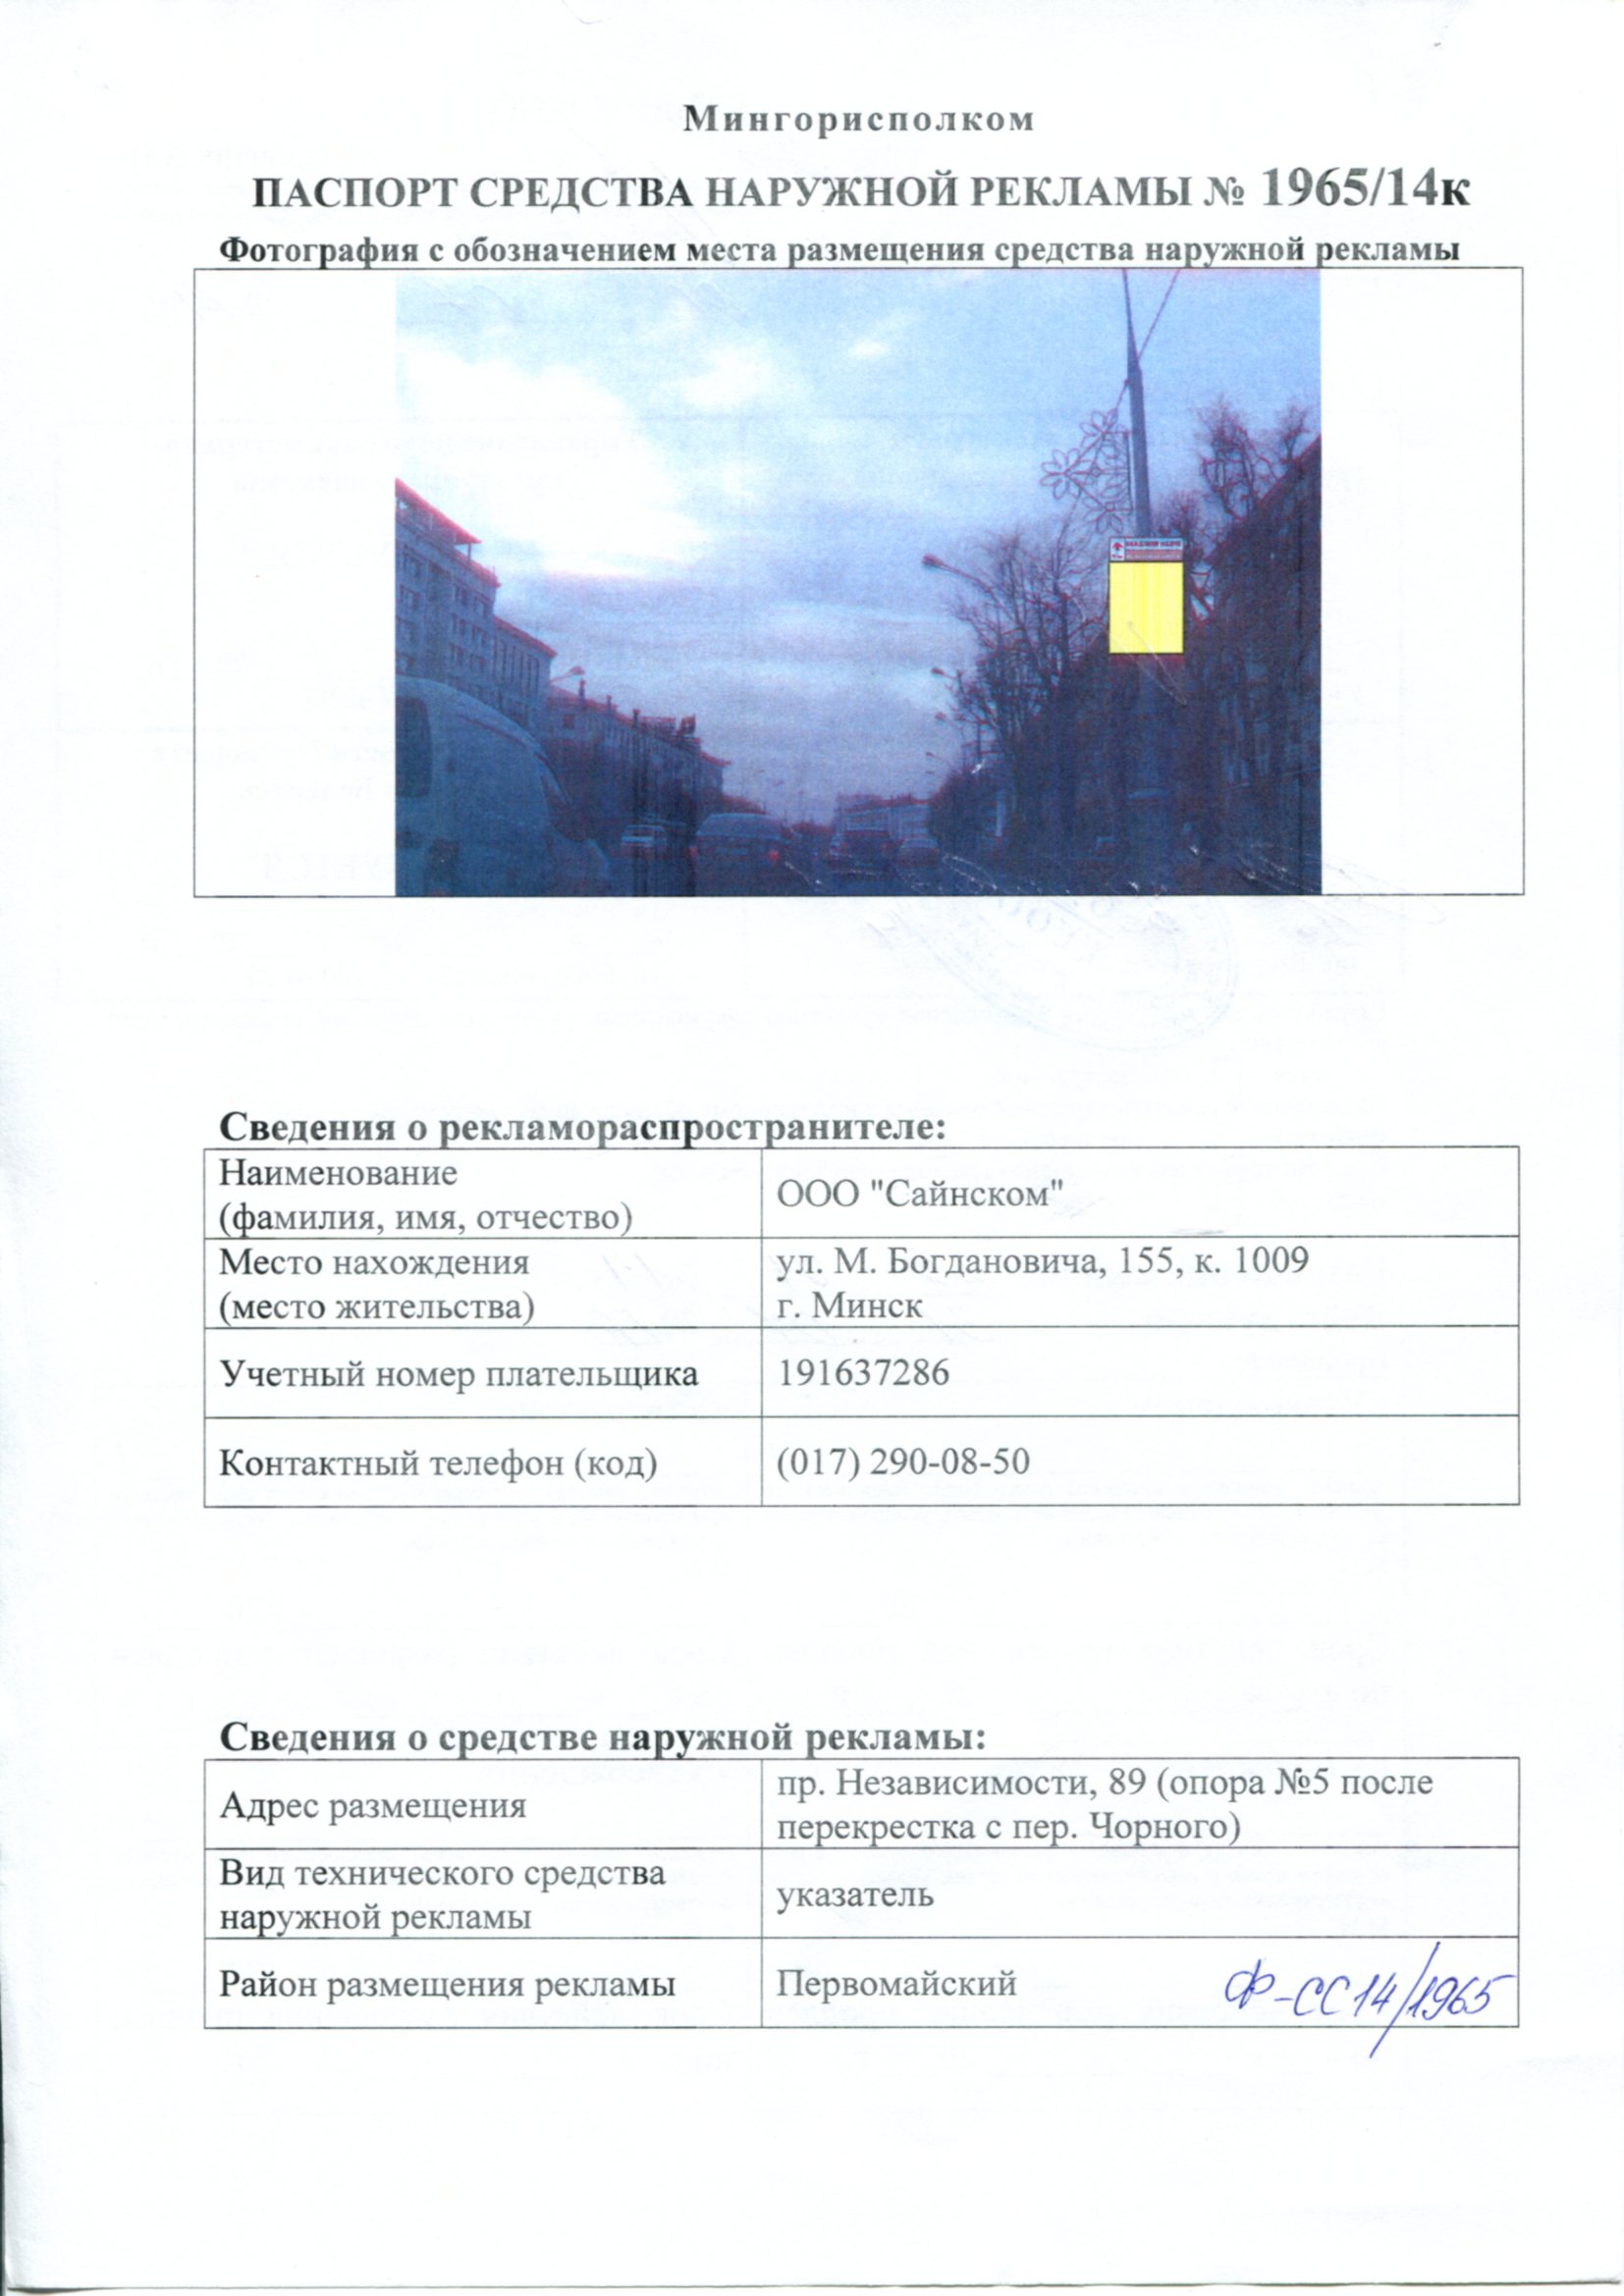 Мингорисполком
ПАСПОРТ СРЕДСТВА НАРУЖНОЙ РЕКЛАМЫ № 1965/14к
Фотография с обозначением места размещения средства наружной рекламы
Сведения о рекламораспространителе:
Наименование
(фамилия, имя, отчество)
ООО "Сайнском"
Место нахождения
(место жительства)
ул. М. Богдановича, 155, к. 1009
г. Минск
Учетный номер плательщика
191637286
Контактный телефон (код)
(017) 290-08-50
Сведения о средстве наружной рекламы:
Адрес размещения
пр. Независимости, 89 (опора №5 после
перекрестка с пер. Чорного)
Вид технического средства
наружной рекламы
указатель
Район размещения рекламы
Первомайский
Ф-СС14/1965